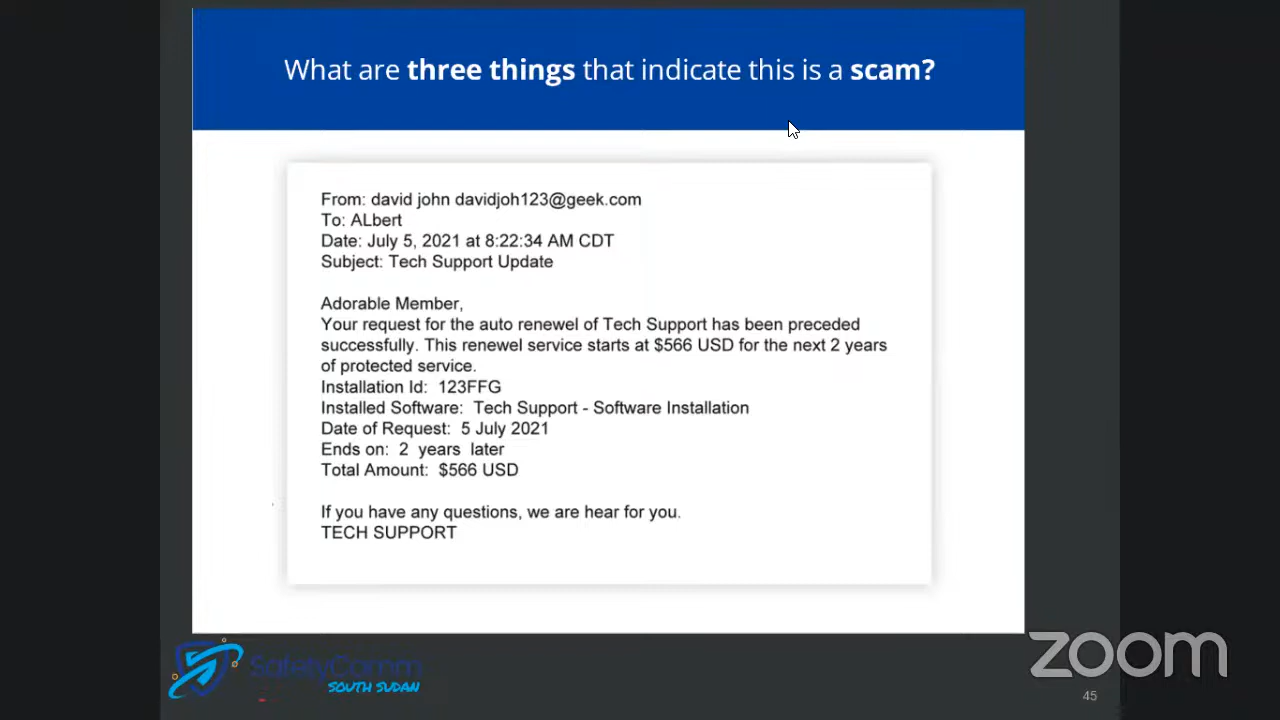 What are three things that indicate this is a scam?
From: david john davidjoh123@geek.com
To: ALbert
Date: July 5, 2021 at 8:22:34 AM CDT
Subject: Tech Support Update
Adorable Member,
Your request for the auto renewel of Tech Support has been preceded
successfully. This renewel service starts at $566 USD for the next 2 years
of protected service.
Installation Id: 123FFG
Installed Software: Tech Support - Software Installation
Date of Request: 5 July 2021
Ends on: 2 years later
Total Amount: $566 USD
If you have any questions, we are hear for you.
TECH SUPPORT
SafetyComm
SOUTH SUDAN
zoom
45